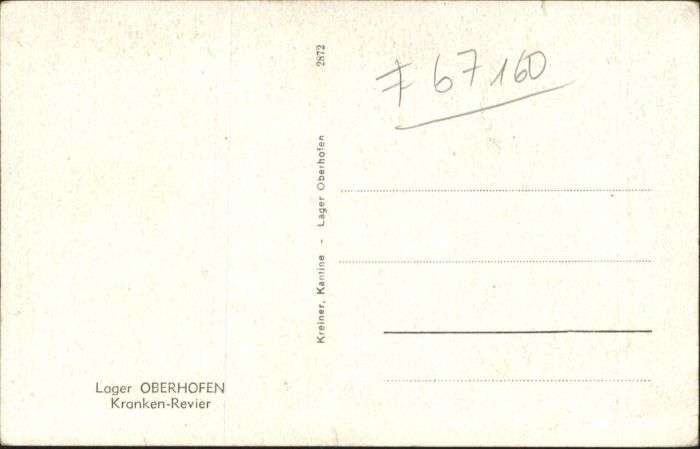 Lager OBERHOFEN
Kranken-Revier
Kreiner, Kantine - Lager Oberhofen
2872
F 67160